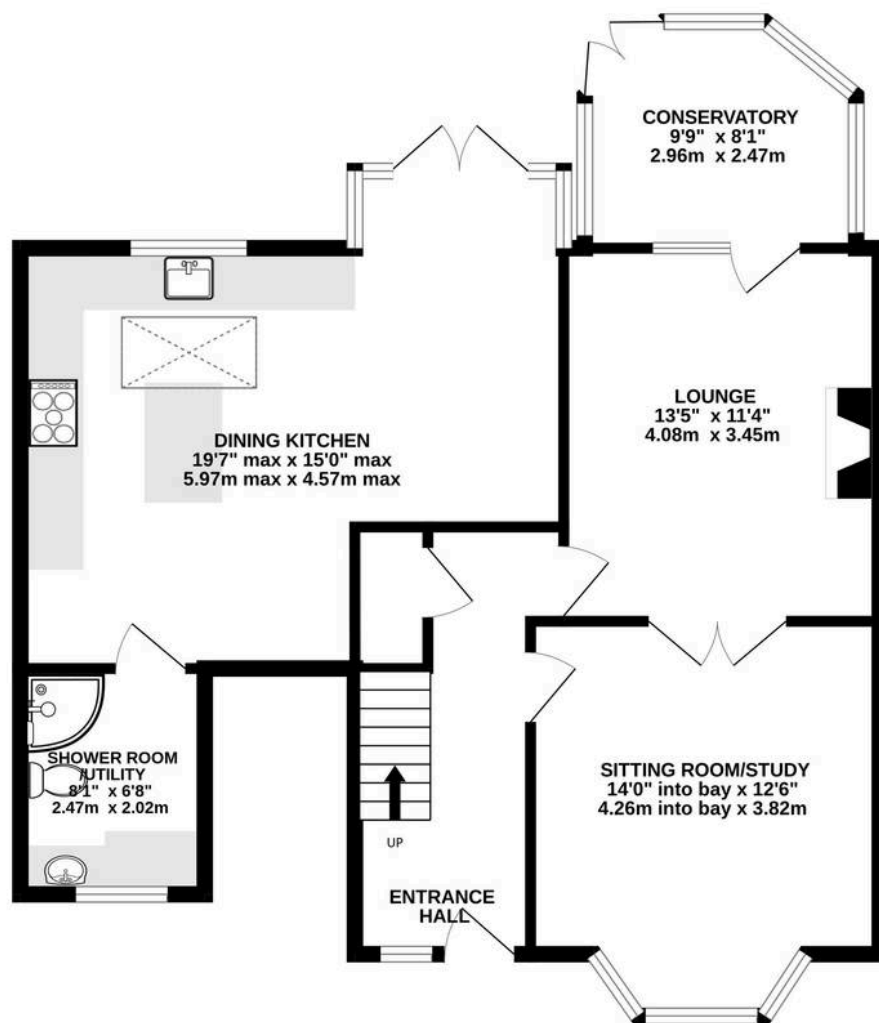 CONSERVATORY
9'9" x 8'1"
2.96m x 2.47m
LOUNGE
13'5" x 11'4"
4.08m x 3.45m
DINING KITCHEN
19'7" max x 15'0" max
5.97m max x 4.57m max
SHOWER ROOM
/UTILITY
8'1" x 6'8"
2.47m x 2.02m
SITTING ROOM/STUDY
14'0" into bay x 12'6"
4.26m into bay x 3.82m
UP
ENTRANCE
HALL